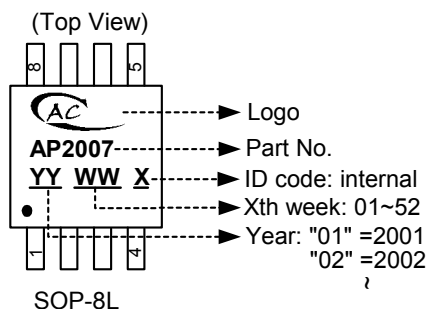 (Top View)
8 5
AC
Logo
AP2007
Part No.
YY WW X
ID code: internal
Xth week: 01~52
Year: "01" =2001
"02" =2002
~
1 4
SOP-8L